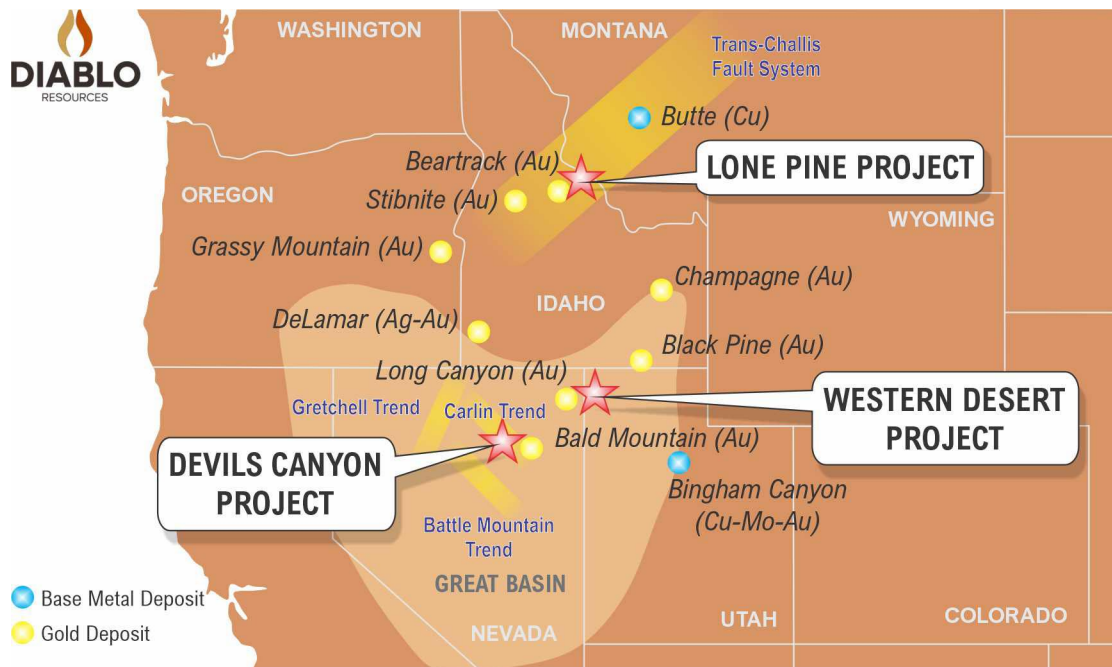 DIABLO
RESOURCES
WASHINGTON
MONTANA
Trans-Challis
Fault System
Butte (Cu)
Beartrack (Au)
LONE PINE PROJECT
OREGON
Stibnite (Au)
WYOMING
Grassy Mountain (Au)
Champagne (Au)
IDAHO
DeLamar (Ag-Au)
Black Pine (Au)
Long Canyon (Au)
Gretchell Trend
Carlin Trend
WESTERN DESERT
PROJECT
Bald Mountain (Au)
DEVILS CANYON
PROJECT
Bingham Canyon
(Cu-Mo-Au)
Battle Mountain
Trend
GREAT BASIN
Base Metal Deposit
Gold Deposit
NEVADA
UTAH
COLORADO